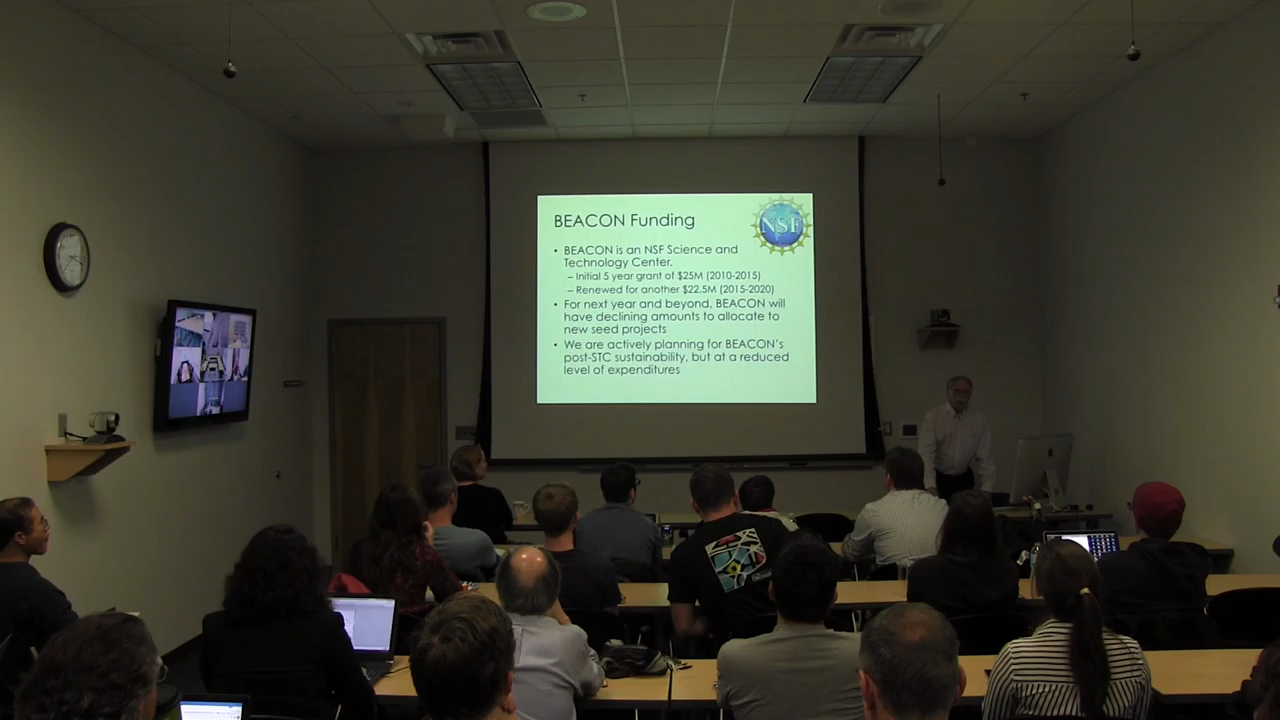 BEACON Funding
NSF
• BEACON is an NSF Science and
Technology Center.
– Initial 5 year grant of $25M (2010-2015)
– Renewed for another $22.5M (2015-2020)
• For next year and beyond, BEACON will
have declining amounts to allocate to
new seed projects
• We are actively planning for BEACON's
post-STC sustainability, but at a reduced
level of expenditures